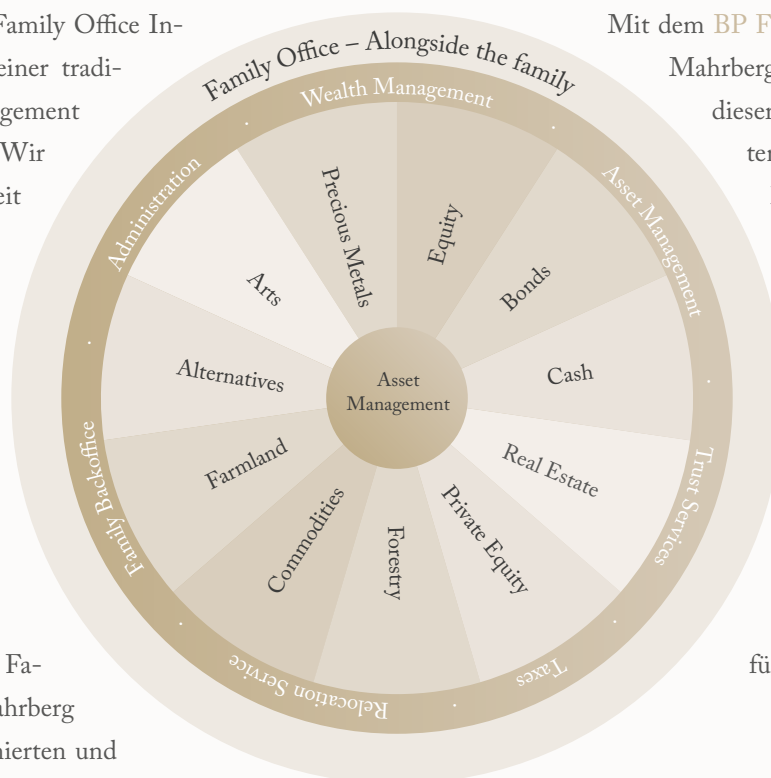 Family Office In-
einer tradi-
gement
Wir
eit
Mit dem BP F
Mahrberg
dieser
ter
Family Office – Alongside the family
Wealth Management
Asset Management
Trust Services
Taxes
Relocation Service
Family Backoffice
Administration
Equity
Bonds
Cash
Real Estate
Private Equity
Forestry
Commodities
Farmland
Alternatives
Arts
Precious Metals
Asset
Management
Fa-
ahrberg
nierten und
fü